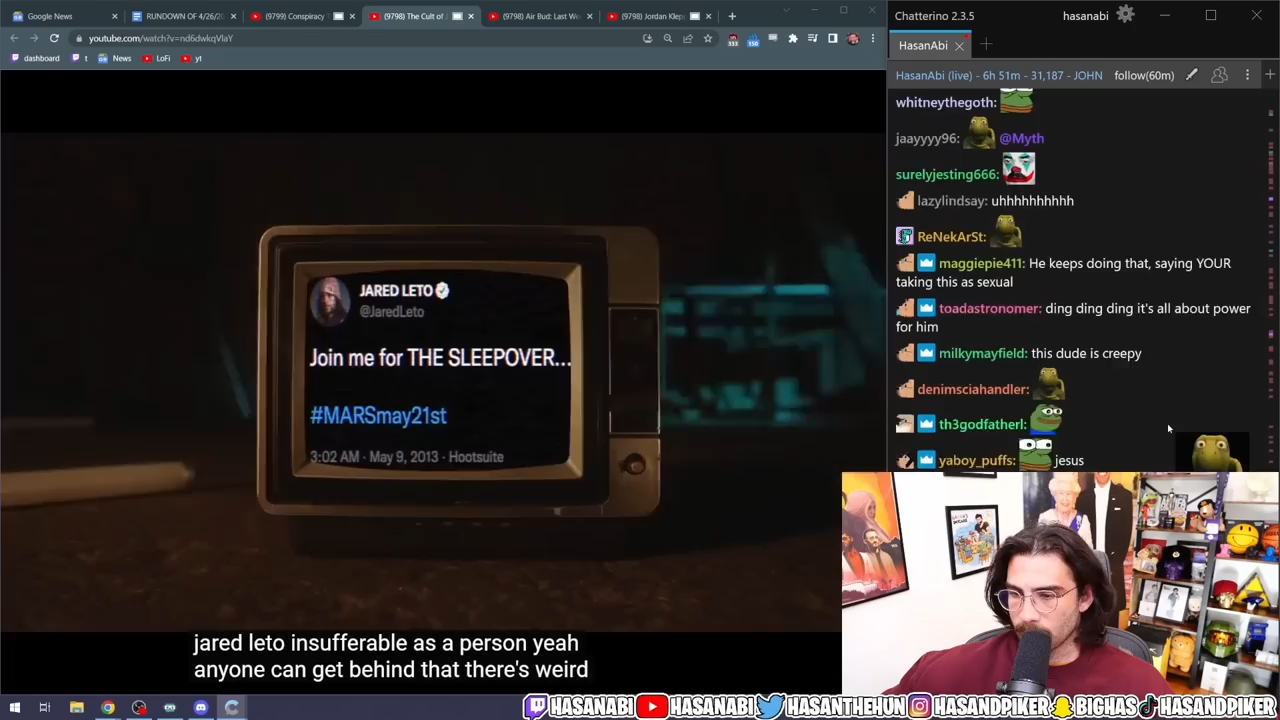 Google News
RUNDOWN OF 4/26/20
(9799) Conspiracy
(9798) The Cult of
(9798) Air Bud: Last Wo
(9798) Jordan Klep
youtube.com/watch?v=nd6dwkqVlaY
dashboard
t
News
LoFi
yt
Chatterino 2.3.5
hasanabi
HasanAbi
HasanAbi (live) - 6h 51m - 31,187 - JOHN
follow(60m)
whitneythegoth:
jaayyyy96: @Myth
surelyjesting666:
lazylindsay: uhhhhhhhhhh
ReNekArSt:
maggiepie411: He keeps doing that, saying YOUR
taking this as sexual
toadastronomer: ding ding ding it's all about power
for him
milkymayfield: this dude is creepy
denimsciahandler:
th3godfatherl:
yaboy_puffs: jesus
JARED LETO
@JaredLeto
Join me for THE SLEEPOVER...
#MARSmay21st
3:02 AM · May 9, 2013 · Hootsuite
jared leto insufferable as a person yeah
anyone can get behind that there's weird
HASANABI HASANABI HASANTHEHUN HASANDPIKER BIGHAS HASANDPIKER